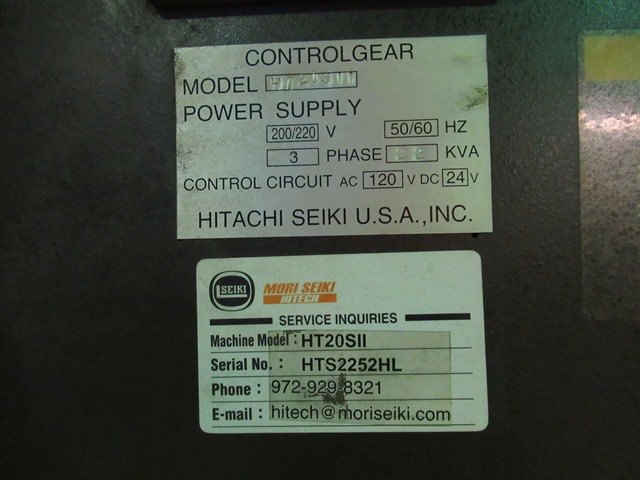 CONTROLGEAR
MODEL
POWER SUPPLY
200/220 V 50/60 HZ
3 PHASE 22 KVA
CONTROL CIRCUIT AC 120 V DC 24 V
HITACHI SEIKI U.S.A.,INC.
SEIKI MORI SEIKI
HITECH
SERVICE INQUIRIES
Machine Model: HT20SII
Serial No.: HTS2252HL
Phone: 972-929-8321
E-mail: hitech@moriseiki.com